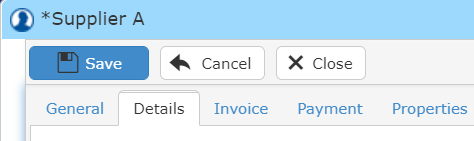 *Supplier A
Save Cancel Close
General Details Invoice Payment Properties